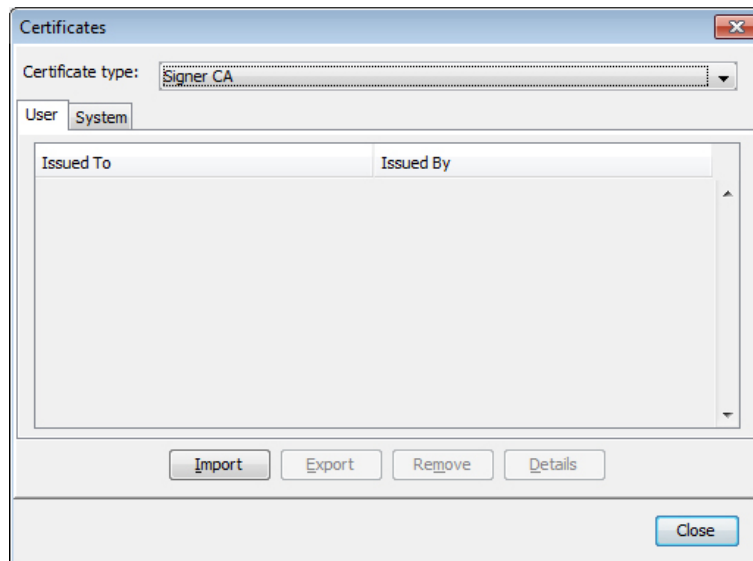 Certificates
Certificate type: Signer CA
User System
Issued To Issued By
Import Export Remove Details
Close